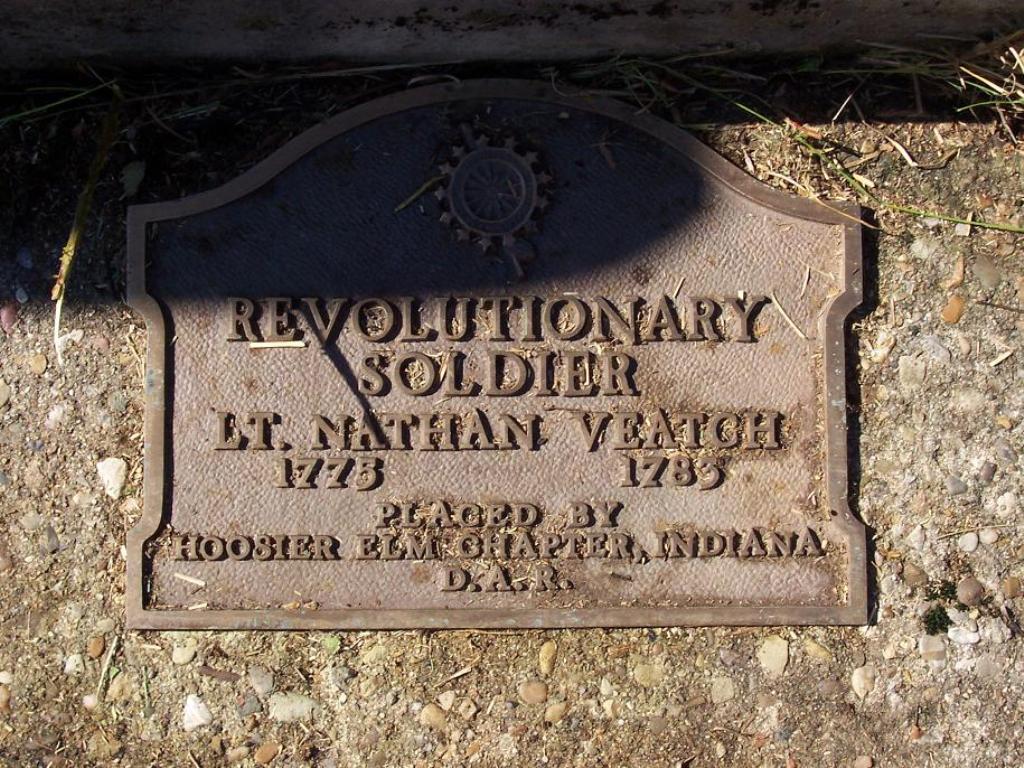 REVOLUTIONARY
SOLDIER
LT. NATHAN VEATCH
1775 1783
PLACED BY
HOOSIER ELM CHAPTER, INDIANA
D.A.R.